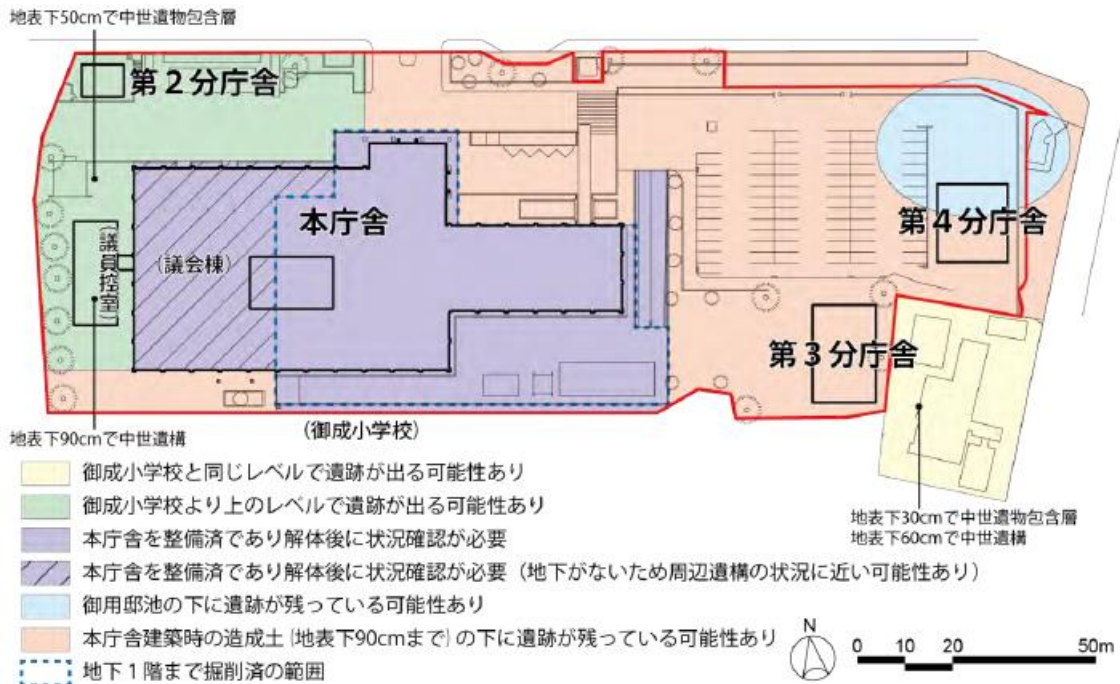 地表下50cmで中世遺物包含層
第2分庁舎
本庁舎
(議会棟)
(議員控室)
第4分庁舎
第3分庁舎
(御成小学校)
地表下90cmで中世遺構
地表下30cmで中世遺物包含層
地表下60cmで中世遺構
御成小学校と同じレベルで遺跡が出る可能性あり
御成小学校より上のレベルで遺跡が出る可能性あり
本庁舎を整備済であり解体後に状況確認が必要
本庁舎を整備済であり解体後に状況確認が必要（地下がないため周辺遺構の状況に近い可能性あり）
御用邸池の下に遺跡が残っている可能性あり
本庁舎建築時の造成土(地表下90cmまで)の下に遺跡が残っている可能性あり
地下1階まで掘削済の範囲
N
0 10 20 50m